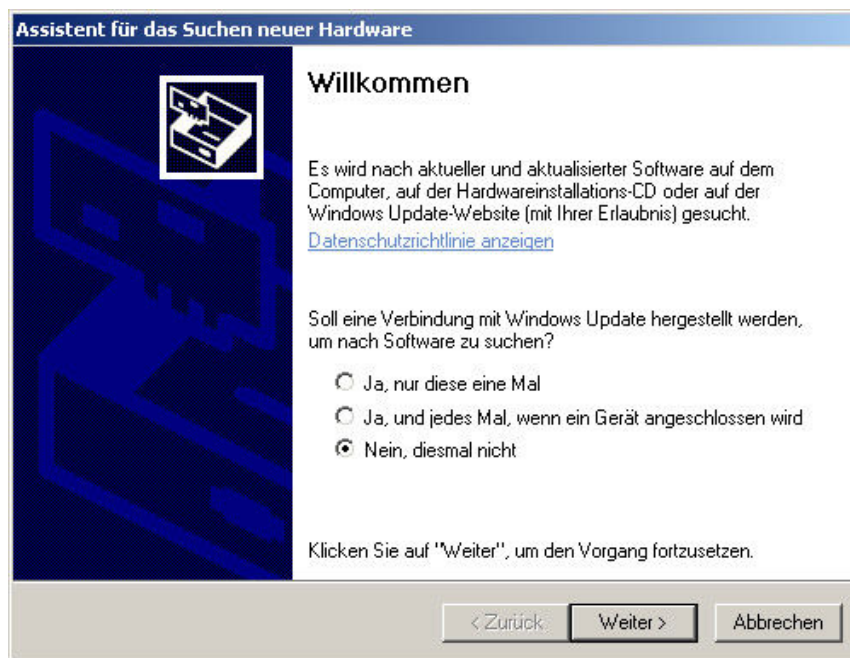 Assistent für das Suchen neuer Hardware
Willkommen
Es wird nach aktueller und aktualisierter Software auf dem
Computer, auf der Hardwareinstallations-CD oder auf der
Windows Update-Website (mit Ihrer Erlaubnis) gesucht.
Datenschutzrichtlinie anzeigen
Soll eine Verbindung mit Windows Update hergestellt werden,
um nach Software zu suchen?
Ja, nur diese eine Mal
Ja, und jedes Mal, wenn ein Gerät angeschlossen wird
Nein, diesmal nicht
Klicken Sie auf "Weiter", um den Vorgang fortzusetzen.
< Zurück Weiter > Abbrechen